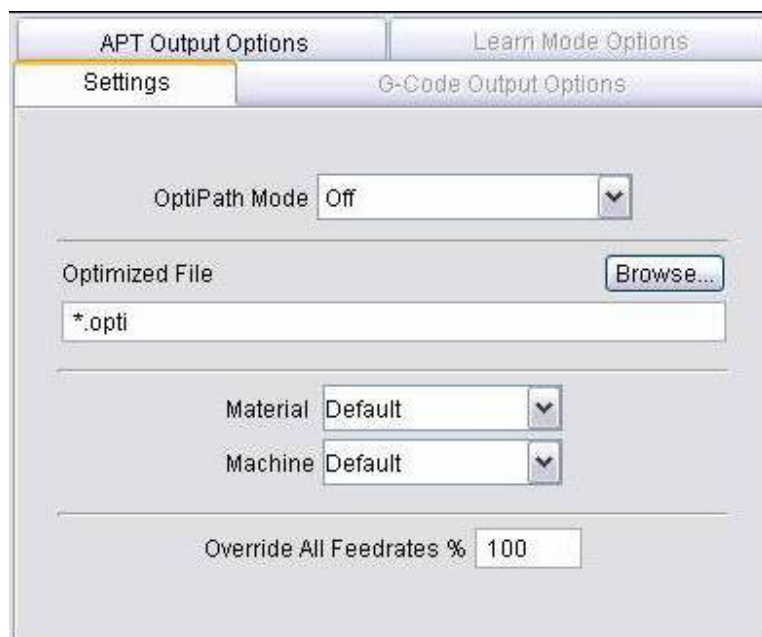 APT Output Options Learn Mode Options
Settings G-Code Output Options
OptiPath Mode Off
Optimized File Browse...
*.opti
Material Default
Machine Default
Override All Feedrates % 100